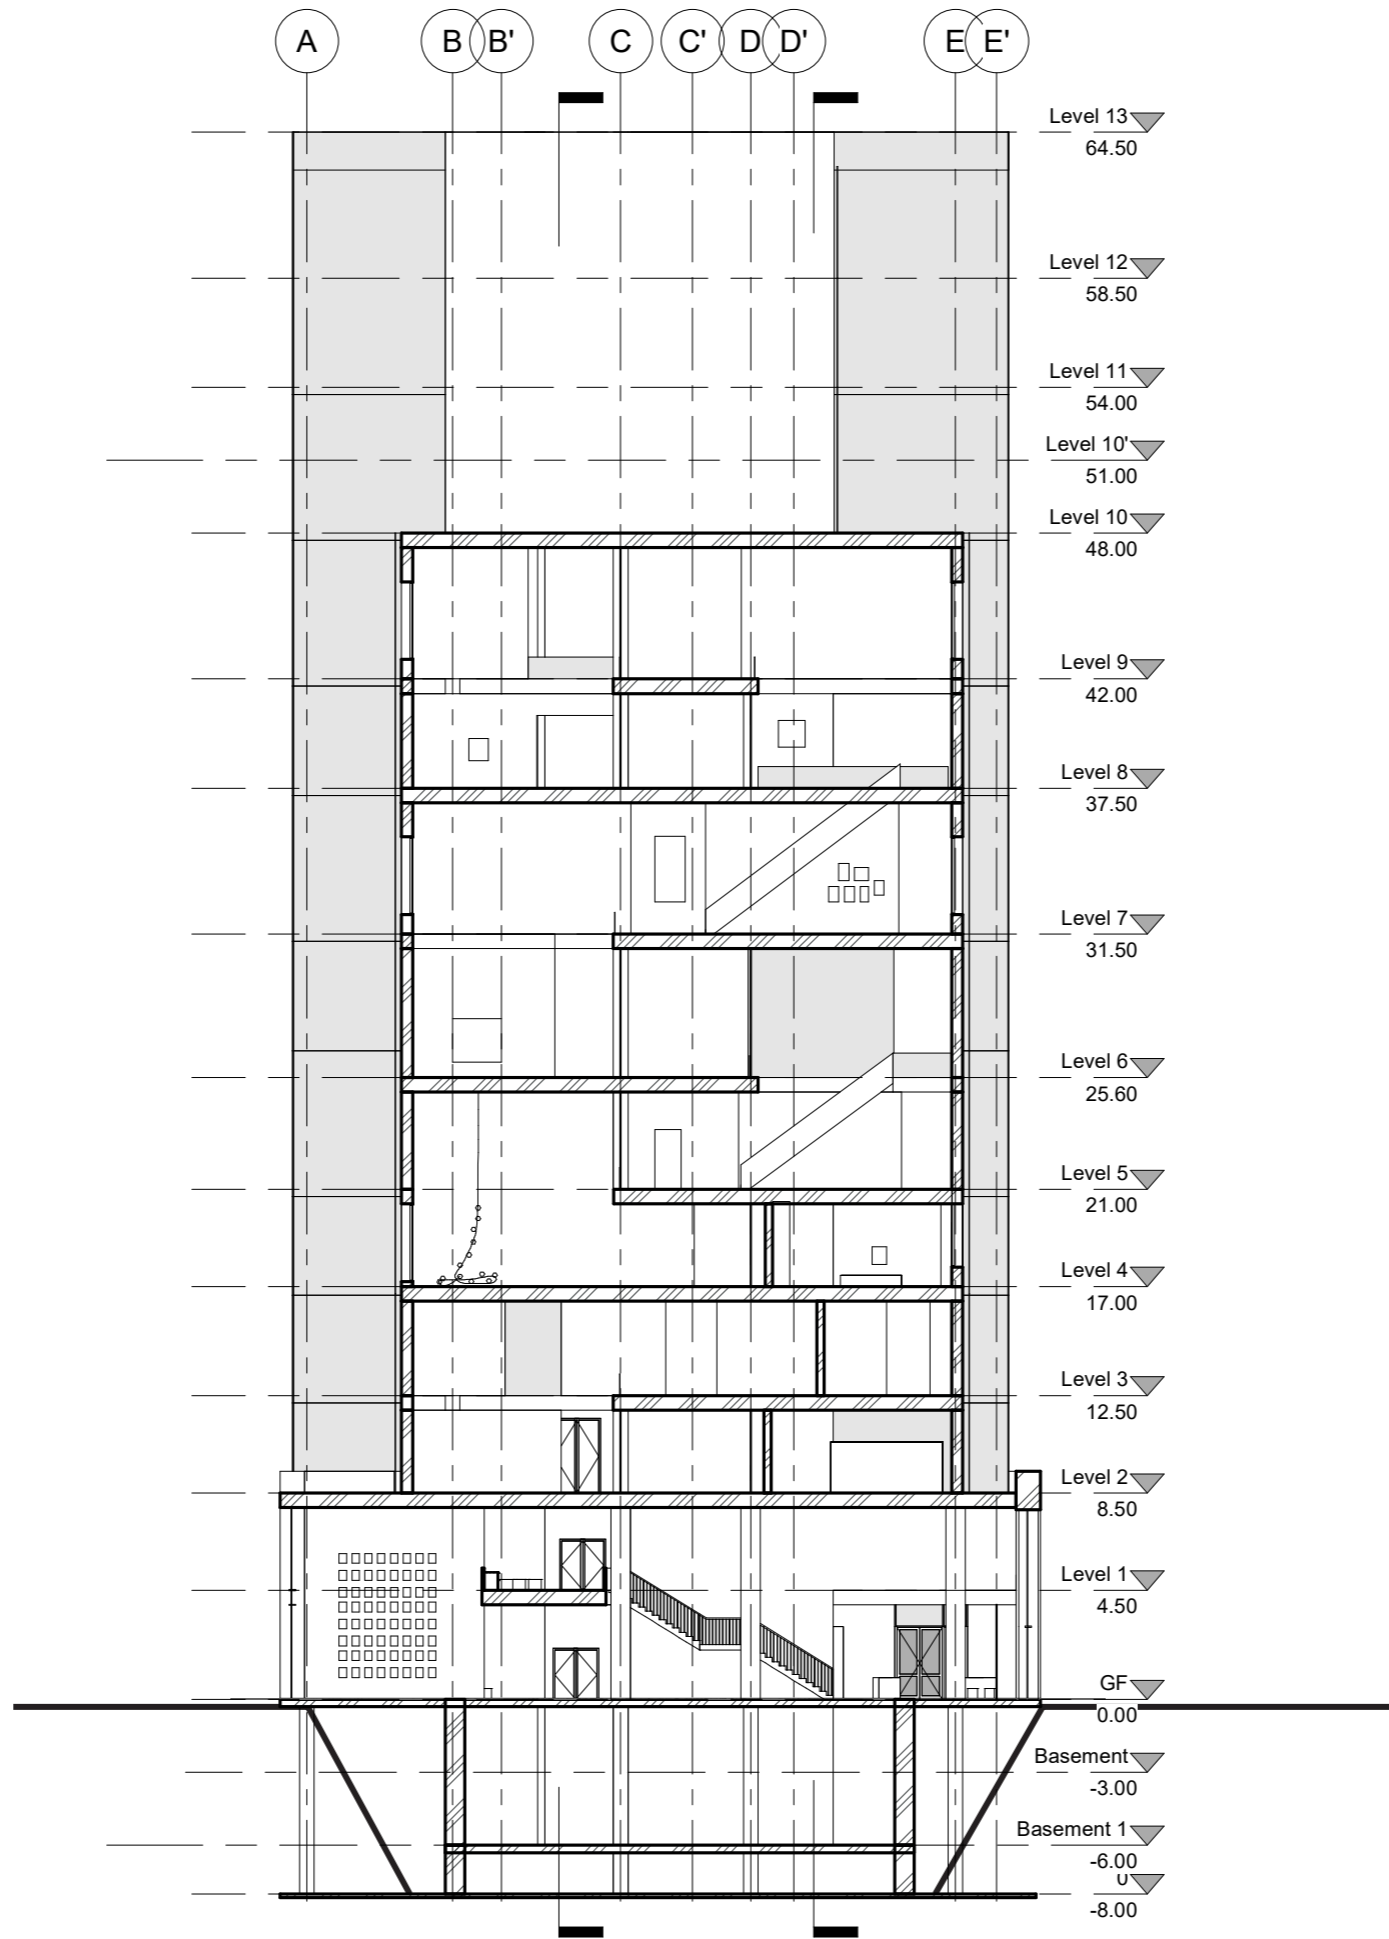 A B B' C C' D D' E E'
Level 13
64.50
Level 12
58.50
Level 11
54.00
Level 10'
51.00
Level 10
48.00
Level 9
42.00
Level 8
37.50
Level 7
31.50
Level 6
25.60
Level 5
21.00
Level 4
17.00
Level 3
12.50
Level 2
8.50
Level 1
4.50
GF
0.00
Basement
-3.00
Basement 1
-6.00
-8.00